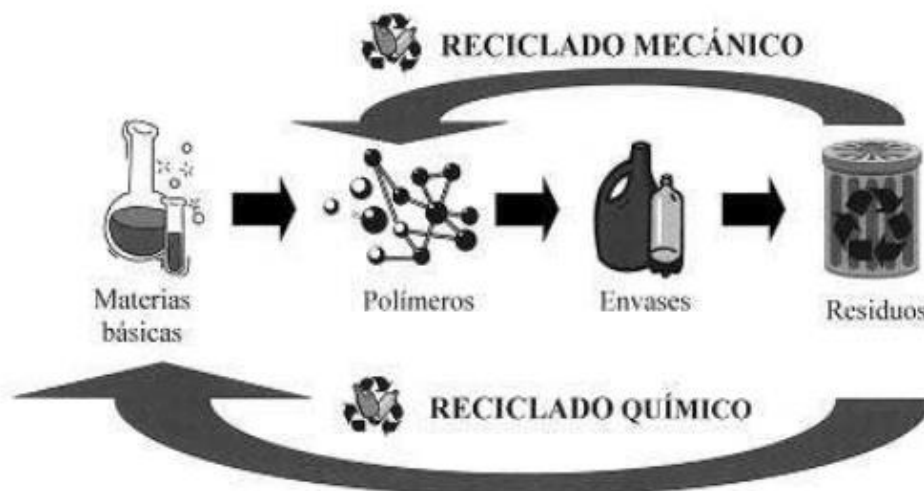 RECICLADO MECÁNICO
Materias
básicas
Polímeros
Envases
Residuos
RECICLADO QUÍMICO